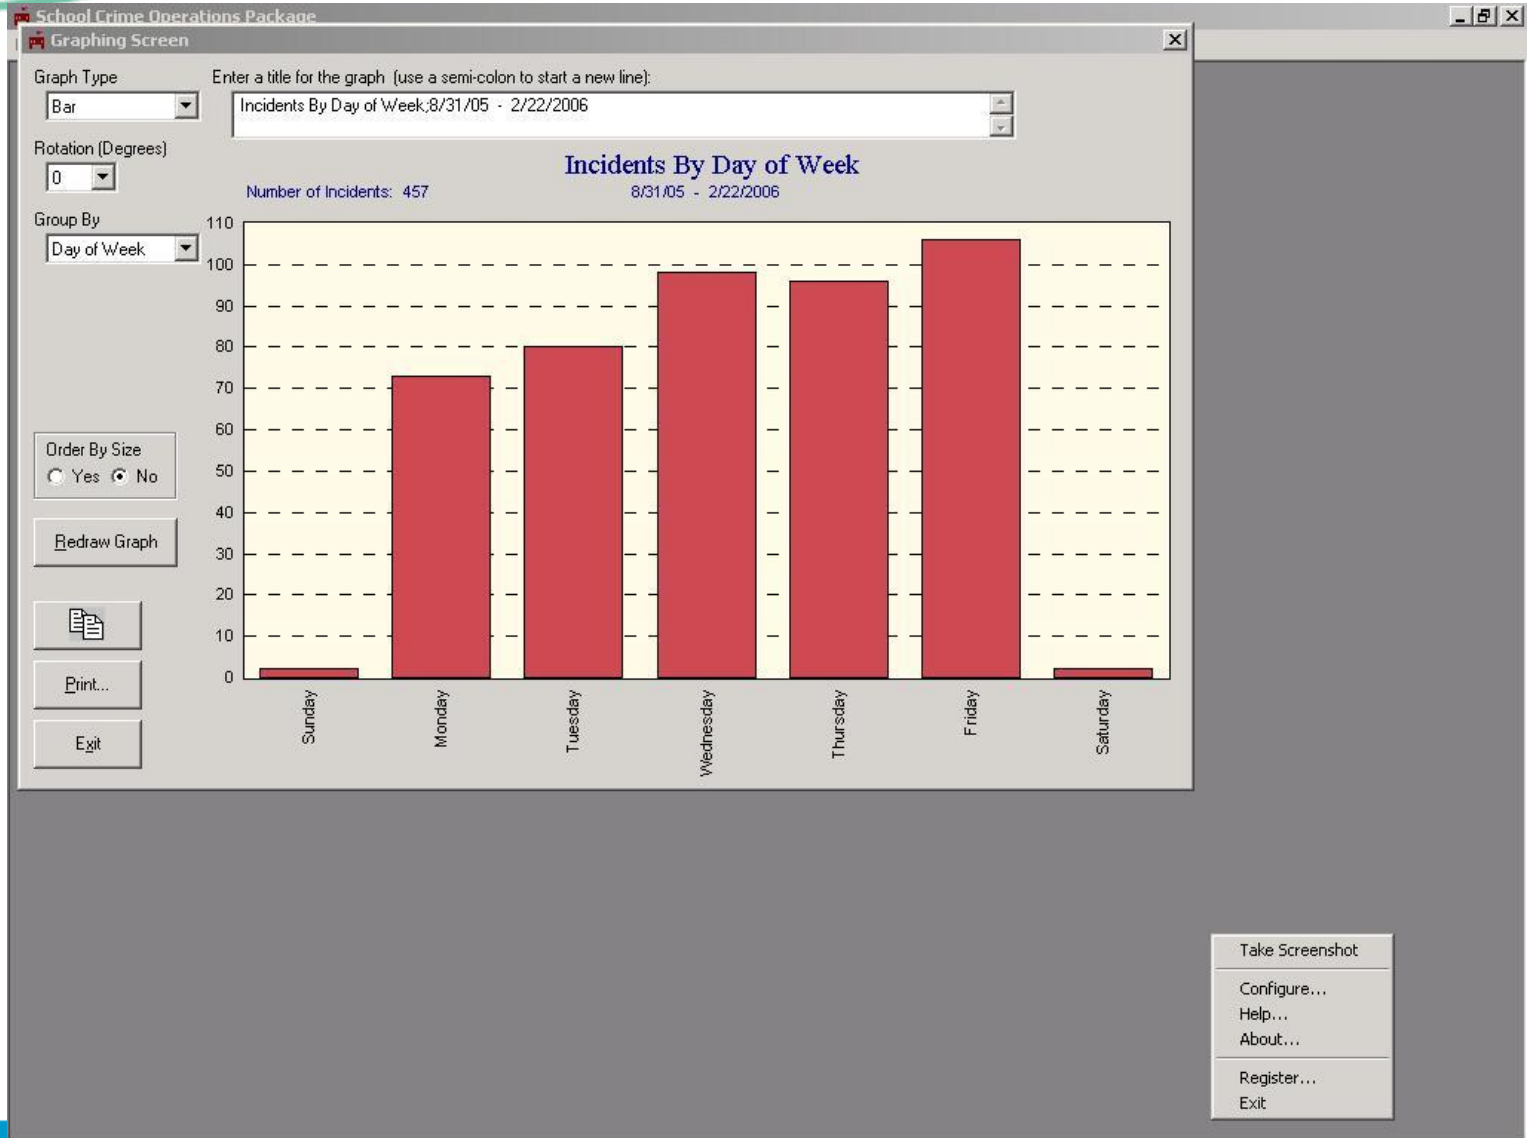 School Crime Operations Package
Graphing Screen
Graph Type
Enter a title for the graph (use a semi-colon to start a new line):
Bar
Incidents By Day of Week;8/31/05 - 2/22/2006
Rotation (Degrees)
0
Incidents By Day of Week
Number of Incidents: 457
8/31/05 - 2/22/2006
Group By
Day of Week
110
100
90
80
70
60
50
40
30
20
10
0
Sunday
Monday
Tuesday
Wednesday
Thursday
Friday
Saturday
Order By Size
Yes No
Redraw Graph
Print...
Exit
Take Screenshot
Configure...
Help...
About...
Register...
Exit